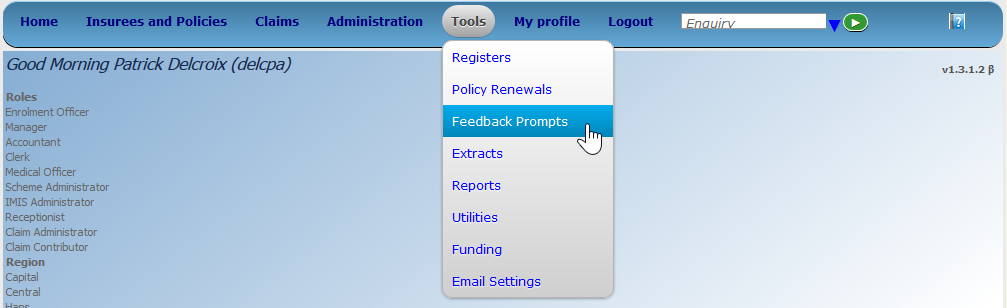 Home Insurees and Policies Claims Administration Tools My profile Logout Enquiry ?
Good Morning Patrick Delcroix (delcpa)
v1.3.1.2 β
Registers
Policy Renewals
Feedback Prompts
Extracts
Reports
Utilities
Funding
Email Settings
Roles
Enrolment Officer
Manager
Accountant
Clerk
Medical Officer
Scheme Administrator
IMIS Administrator
Receptionist
Claim Administrator
Claim Contributor
Region
Capital
Central
Haps